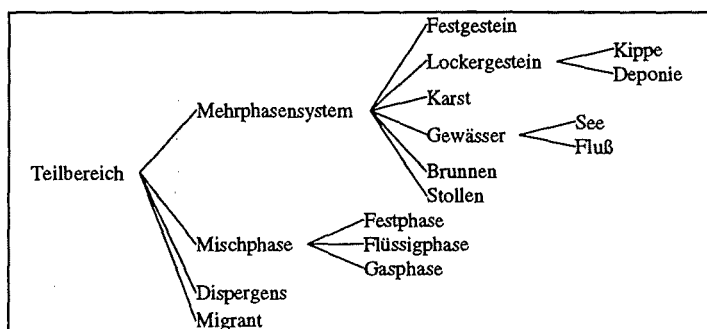 Festgestein
Lockergestein
Kippe
Deponie
Mehrphasensystem
Karst
Gewässer
See
Fluß
Teilbereich
Brunnen
Stollen
Mischphase
Festphase
Flüssigphase
Gasphase
Dispergens
Migrant